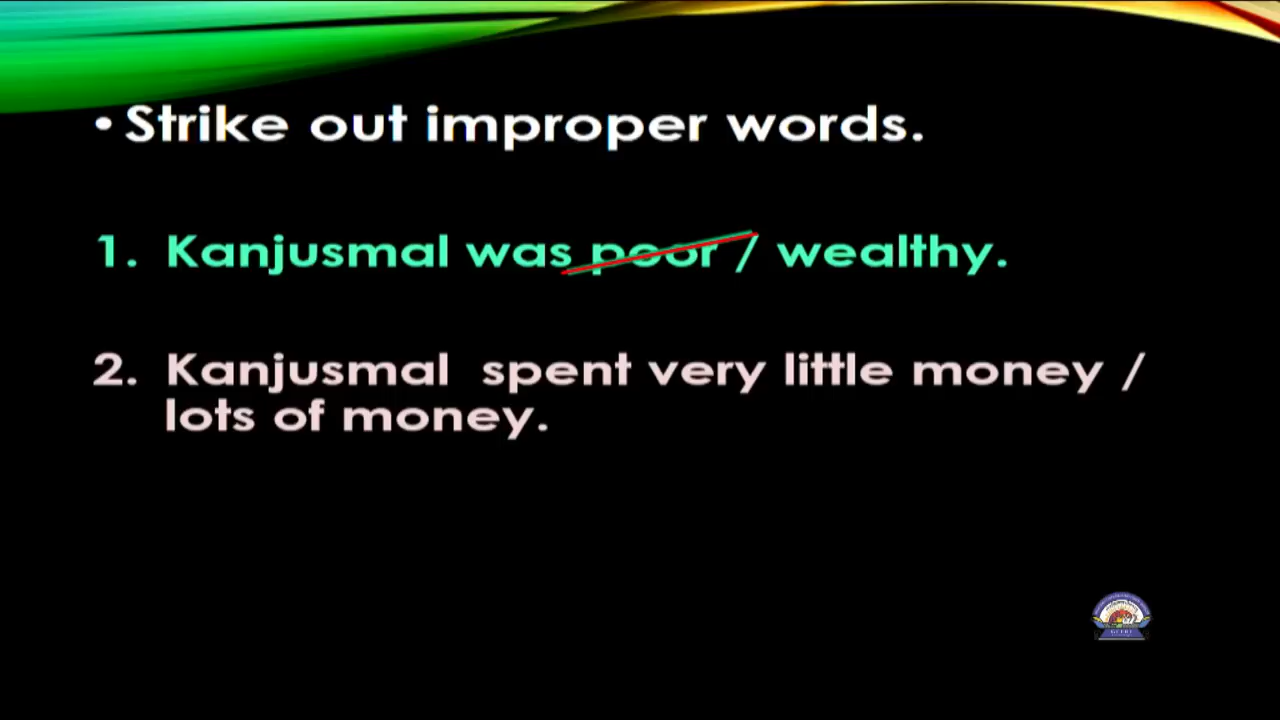 • Strike out improper words.
1. Kanjusmal was poor / wealthy.
2. Kanjusmal spent very little money /
lots of money.